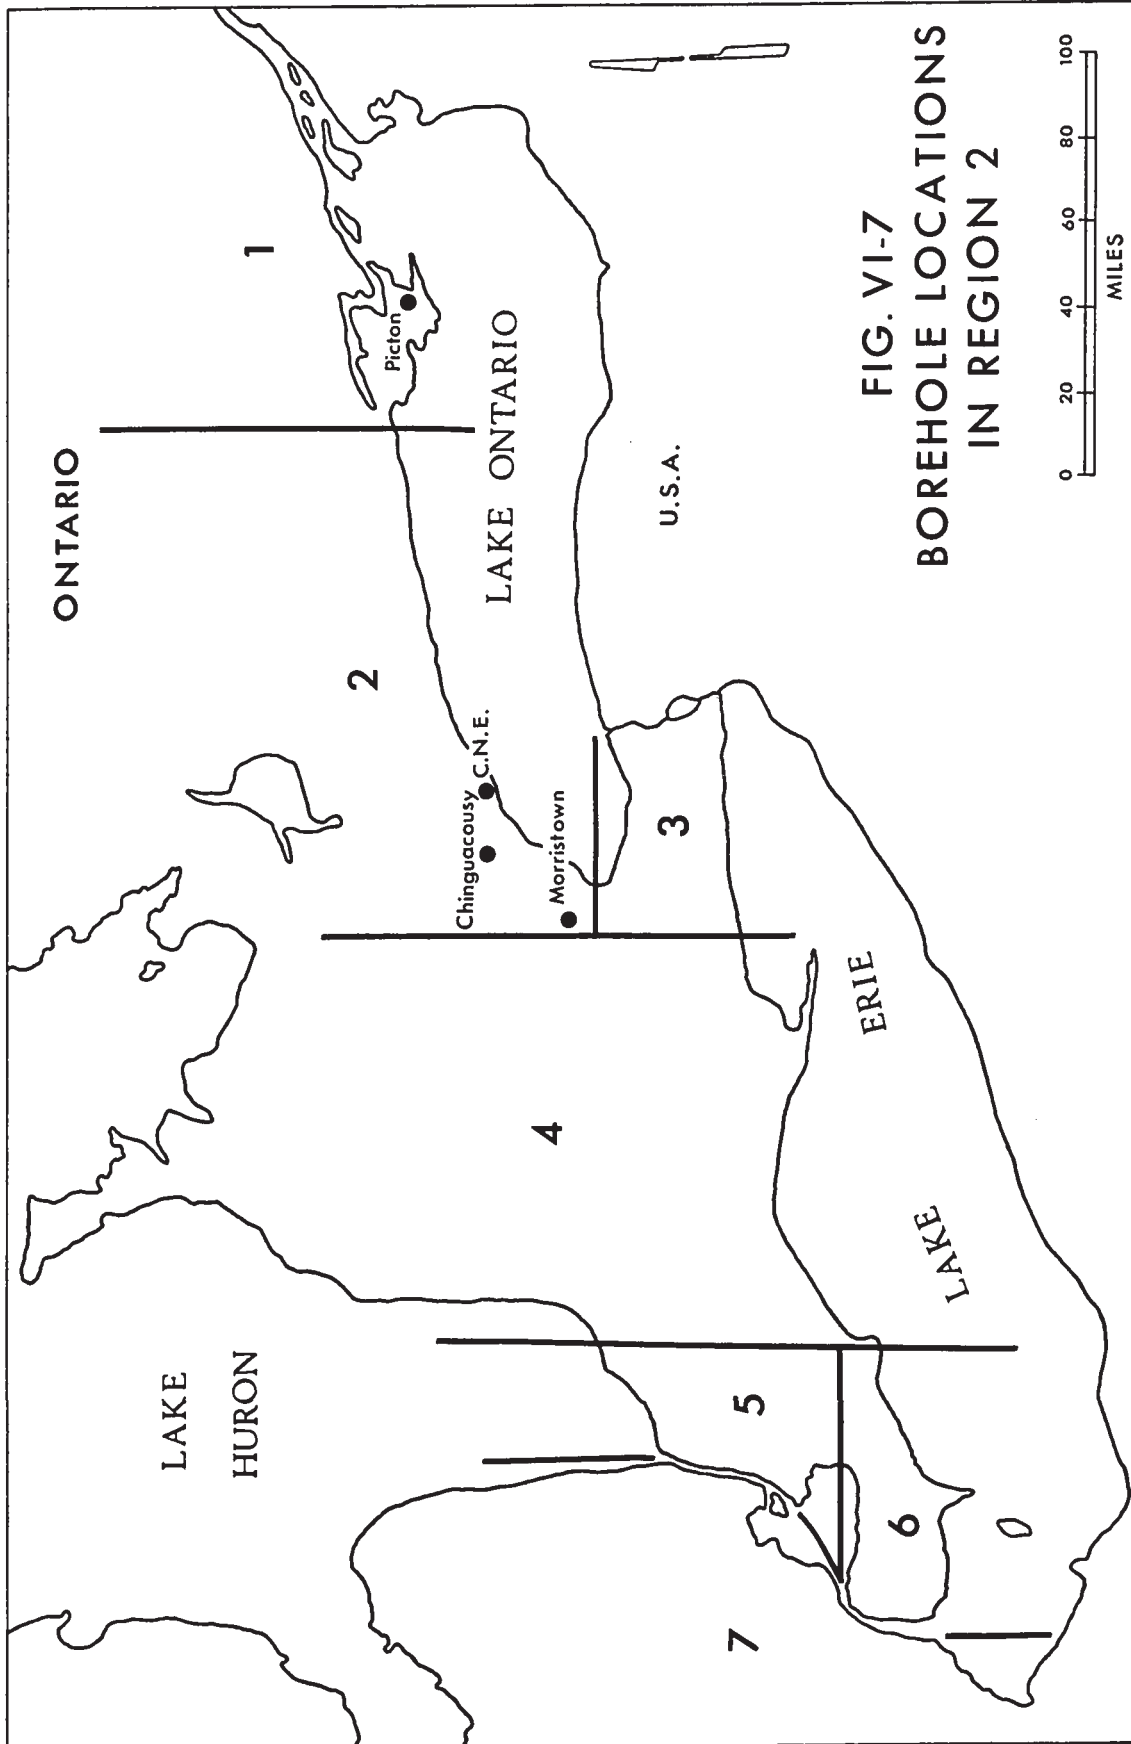 ONTARIO
LAKE
HURON
1
2
Picton
LAKE ONTARIO
Chinguacousy
C.N.E.
Morristown
3
U.S.A.
4
5
6
7
LAKE ERIE
FIG. VI-7
BOREHOLE LOCATIONS
IN REGION 2
0 20 40 60 80 100
MILES